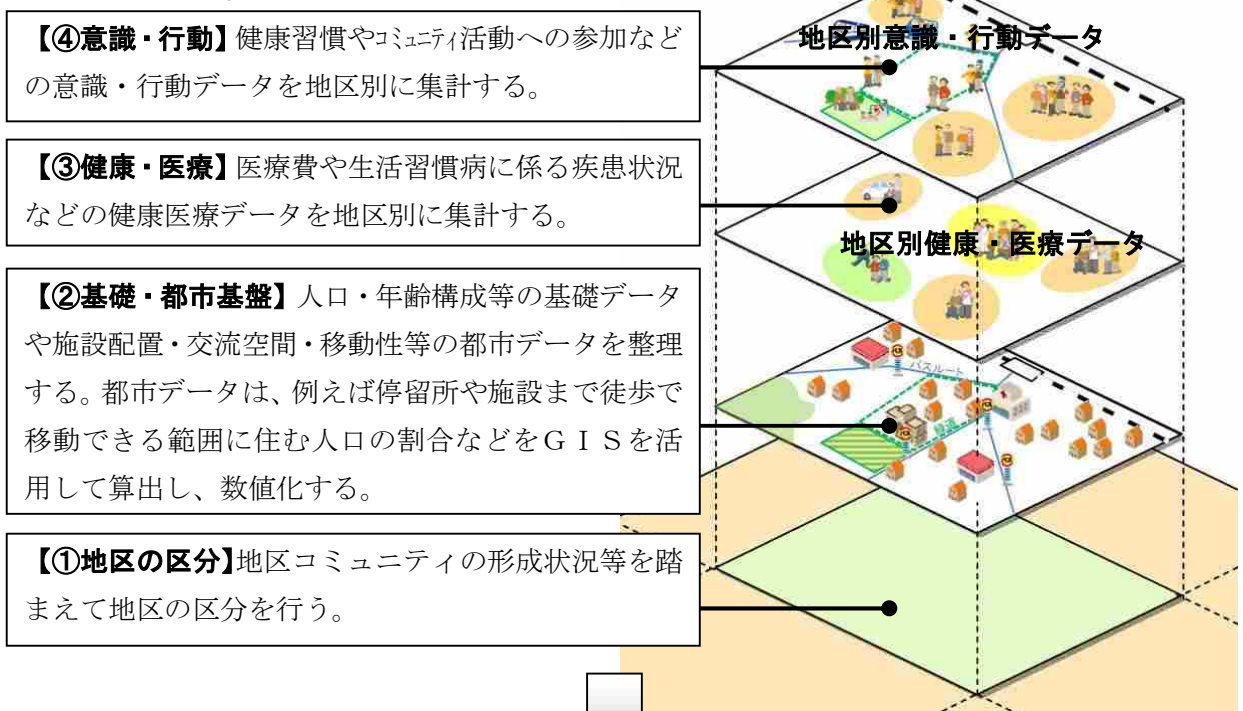 【④意識・行動】健康習慣やコミュニティ活動への参加など
の意識・行動データを地区別に集計する。
地区別意識・行動データ
【③健康・医療】医療費や生活習慣病に係る疾患状況
などの健康医療データを地区別に集計する。
地区別健康・医療データ
【②基礎・都市基盤】人口・年齢構成等の基礎データ
や施設配置・交流空間・移動性等の都市データを整理
する。都市データは、例えば停留所や施設まで徒歩で
移動できる範囲に住む人口の割合などをGISを活
用して算出し、数値化する。
バスルート
緑道
【①地区の区分】地区コミュニティの形成状況等を踏
まえて地区の区分を行う。